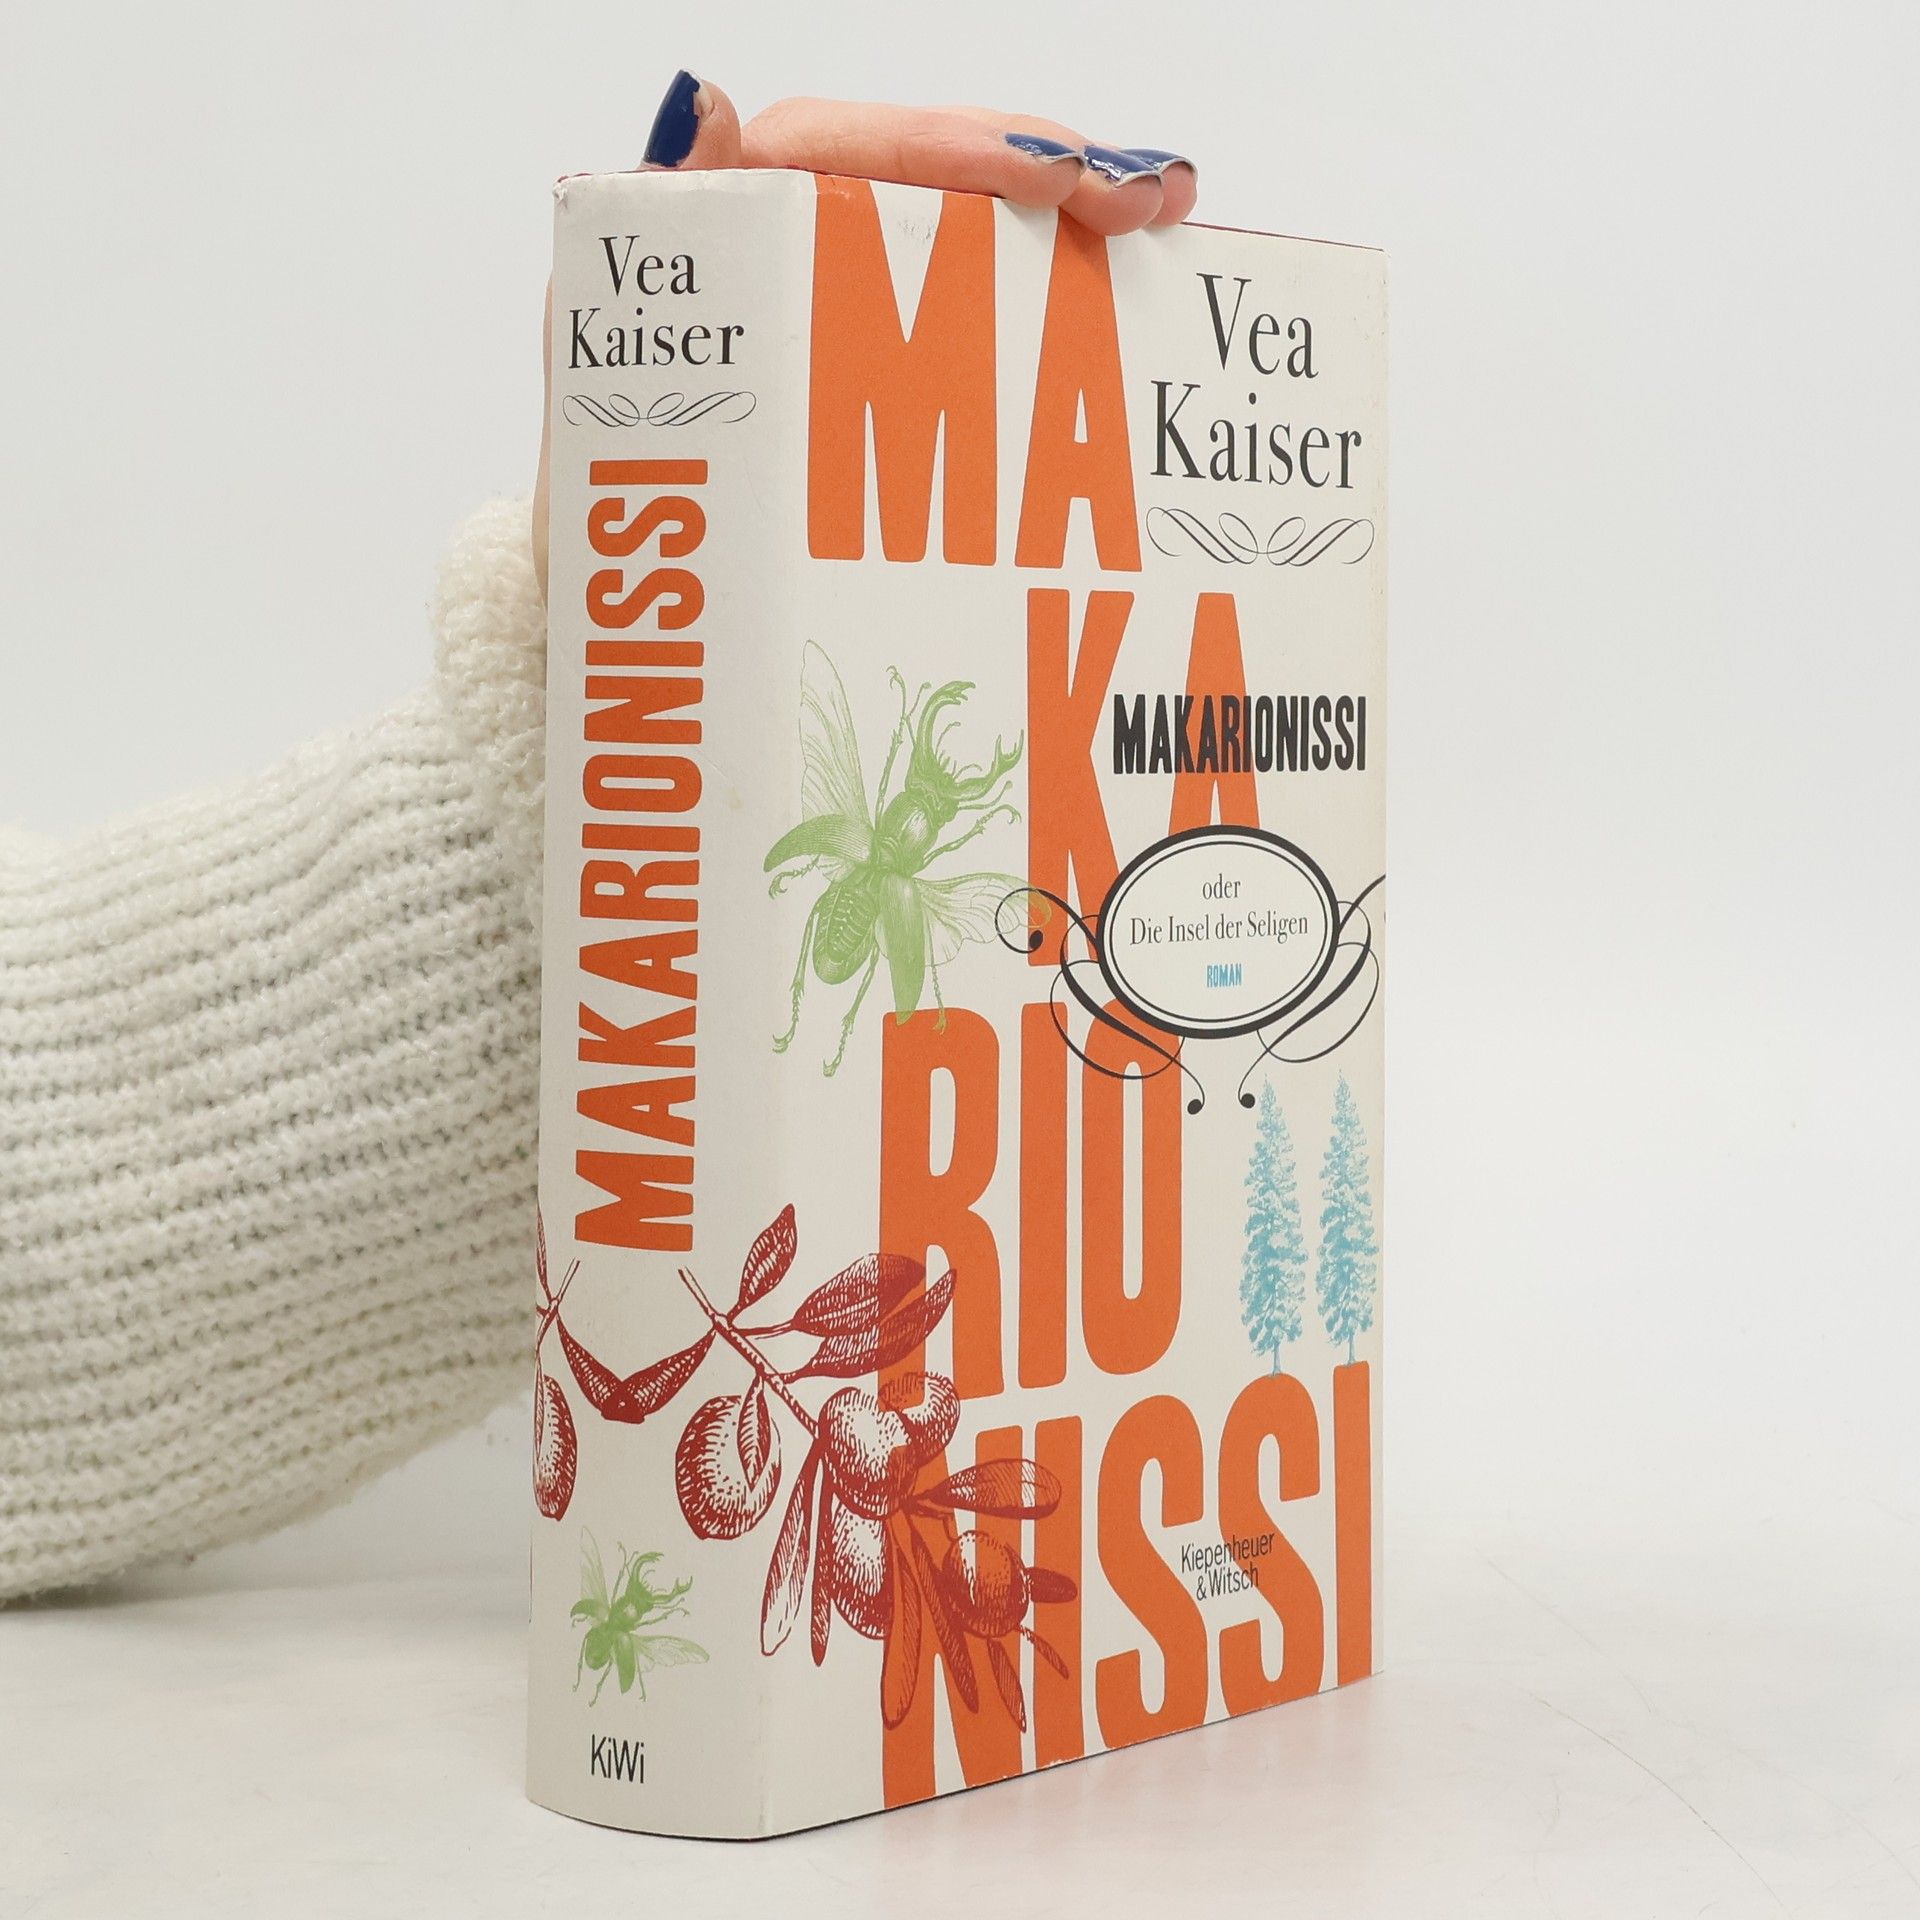 Vea
Kaiser
MAKARIONISSI
KiWi
MA
KA
RIO
NISSI
Vea
Kaiser
MAKARIONISSI
oder
Die Insel der Seligen
ROMAN
Kiepenheuer
& Witsch